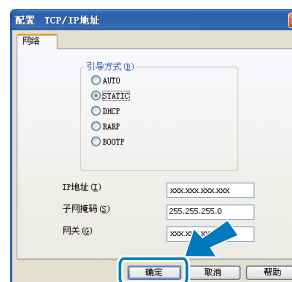 配置 TCP/IP地址
网络
引导方式(B)
AUTO
STATIC
DHCP
RARP
BOOTP
IP地址(I) xxx.xxx.xxx.xxx
子网掩码(S) 255.255.255.0
网关(G)
确定 取消 帮助